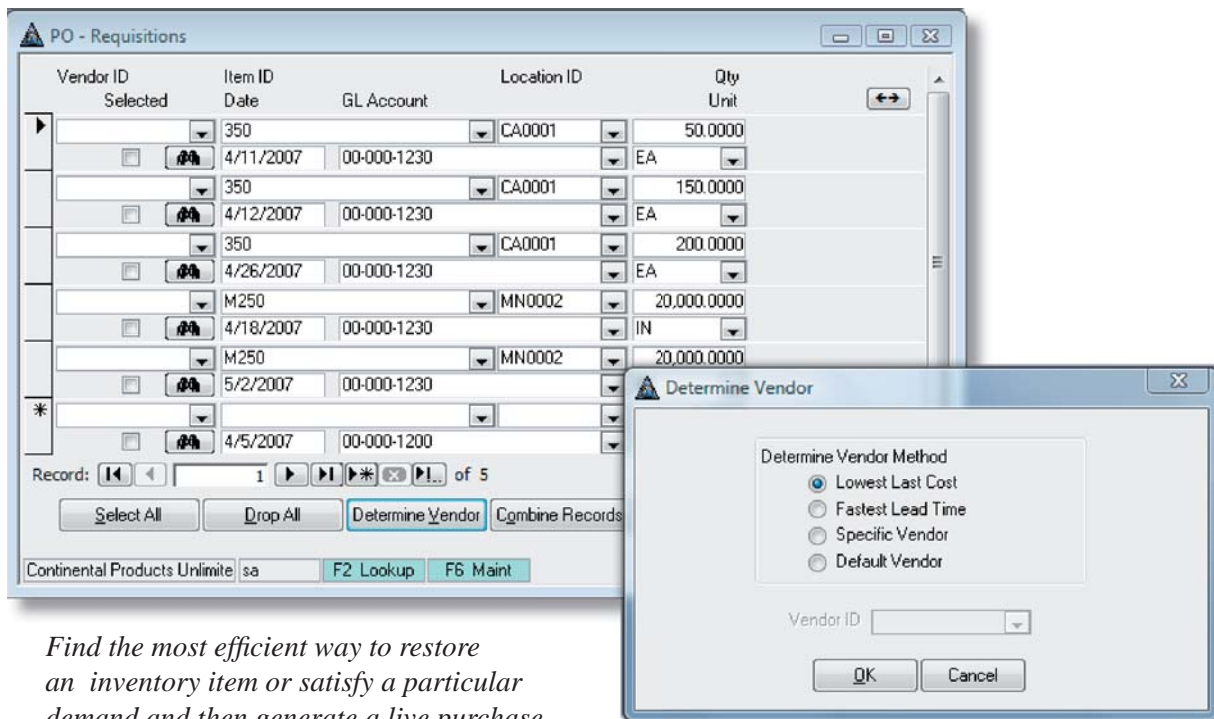 PO - Requisitions
Vendor ID Item ID Location ID Qty
Selected Date GL Account Unit
350 CA0001 50.0000
4/11/2007 00-000-1230 EA
350 CA0001 150.0000
4/12/2007 00-000-1230 EA
350 CA0001 200.0000
4/26/2007 00-000-1230 EA
M250 MN0002 20,000.0000
4/18/2007 00-000-1230 IN
M250 MN0002 20,000.0000
5/2/2007 00-000-1230
* 
4/5/2007 00-000-1200
Record: 1 of 5
Select All Drop All Determine Vendor Combine Records
Continental Products Unlimite sa F2 Lookup F6 Maint
Determine Vendor
Determine Vendor Method
Lowest Last Cost
Fastest Lead Time
Specific Vendor
Default Vendor
Vendor ID
OK Cancel
Find the most efficient way to restore
an inventory item or satisfy a particular
demand and then generate a live purchase